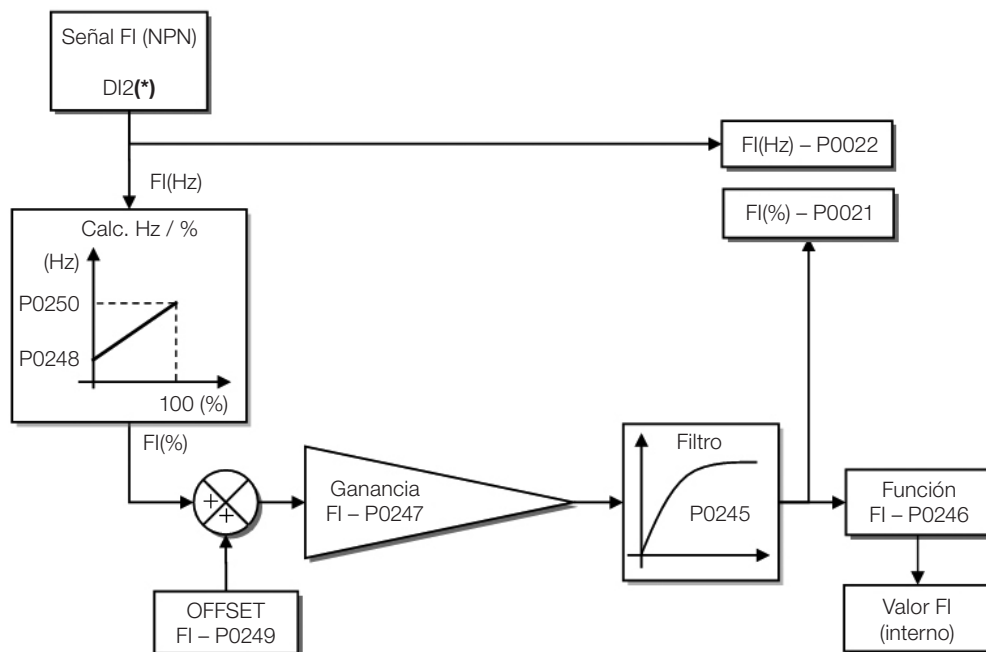 Señal FI (NPN)
DI2(*)
FI(Hz) – P0022
FI(Hz)
FI(%) – P0021
Calc. Hz / %
(Hz)
P0250
P0248
100 (%)
FI(%)
Ganancia
FI – P0247
Filtro
P0245
Función
FI – P0246
OFFSET
FI – P0249
Valor FI
(interno)